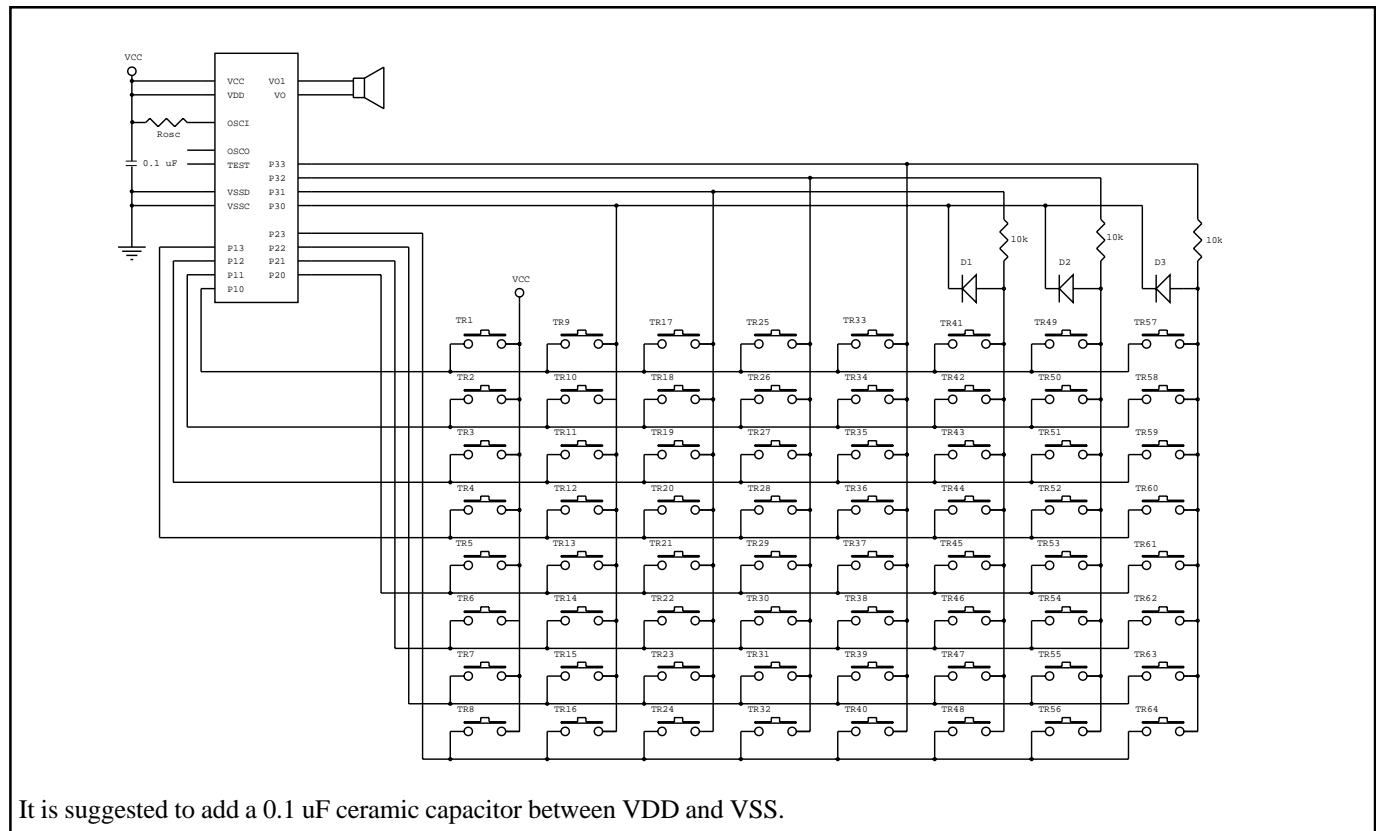 VCC
VCC VO1
VDD VO
Rosc OSCI
OSCO
0.1 uF TEST P33
P32
VSSD P31
VSSC P30
P23
P13 P22
P12 P21
P11 P20
P10
10k 10k 10k
D1 D2 D3
VCC
TR1 TR9 TR17 TR25 TR33 TR41 TR49 TR57
TR2 TR10 TR18 TR26 TR34 TR42 TR50 TR58
TR3 TR11 TR19 TR27 TR35 TR43 TR51 TR59
TR4 TR12 TR20 TR28 TR36 TR44 TR52 TR60
TR5 TR13 TR21 TR29 TR37 TR45 TR53 TR61
TR6 TR14 TR22 TR30 TR38 TR46 TR54 TR62
TR7 TR15 TR23 TR31 TR39 TR47 TR55 TR63
TR8 TR16 TR24 TR32 TR40 TR48 TR56 TR64
It is suggested to add a 0.1 uF ceramic capacitor between VDD and VSS.